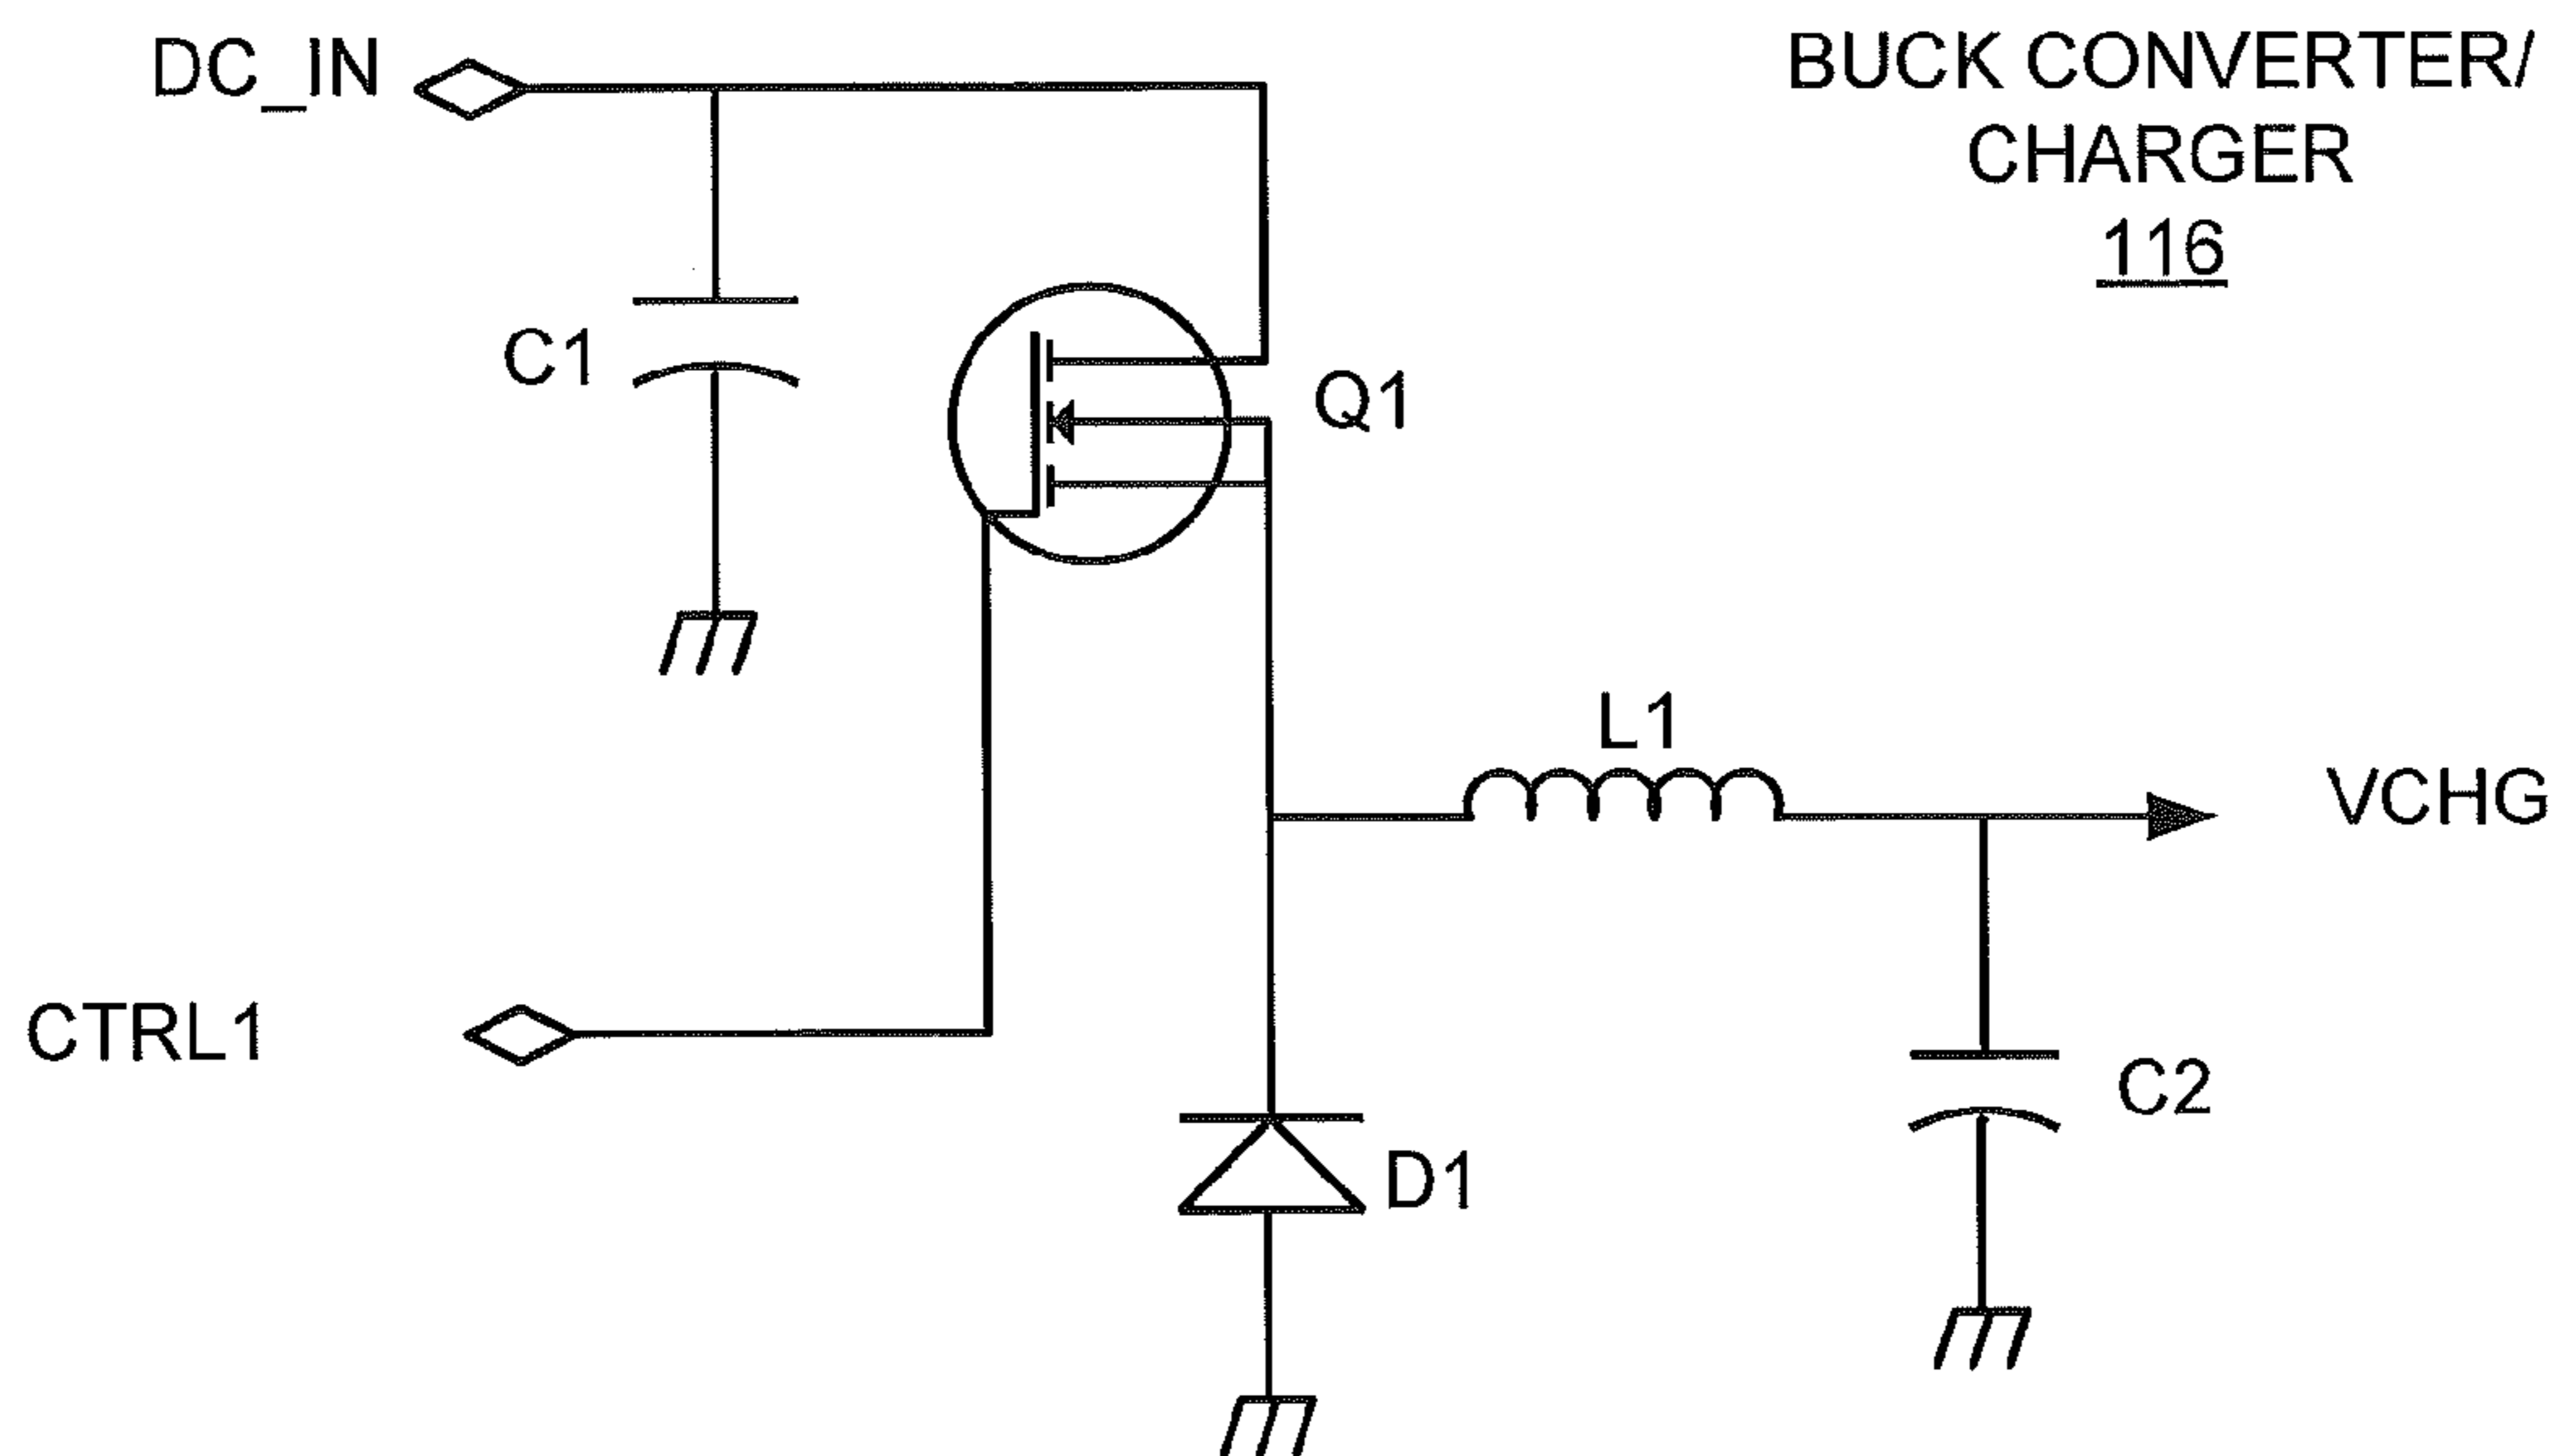 DC_IN
BUCK CONVERTER/
CHARGER
116
C1
Q1
L1
VCHG
CTRL1
C2
D1